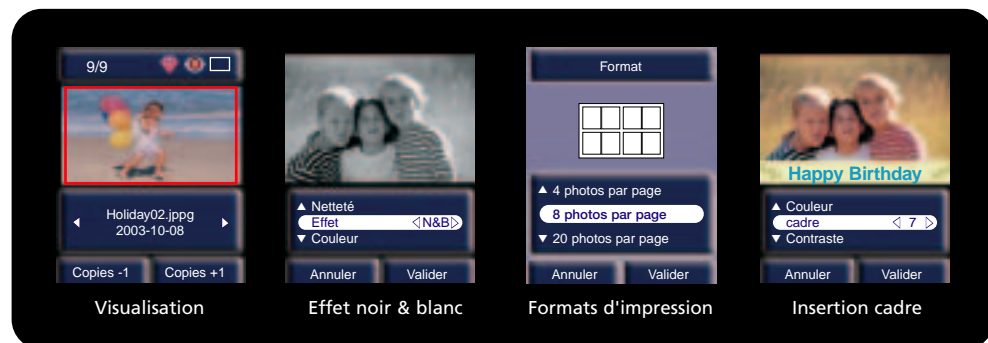 9/9
Holiday02.jppg
2003-10-08
Copies -1 Copies +1
Visualisation
Netteté
Effet N&B
Couleur
Annuler Valider
Effet noir & blanc
Format
4 photos par page
8 photos par page
20 photos par page
Annuler Valider
Formats d'impression
Happy Birthday
Couleur
cadre 7
Contraste
Annuler Valider
Insertion cadre